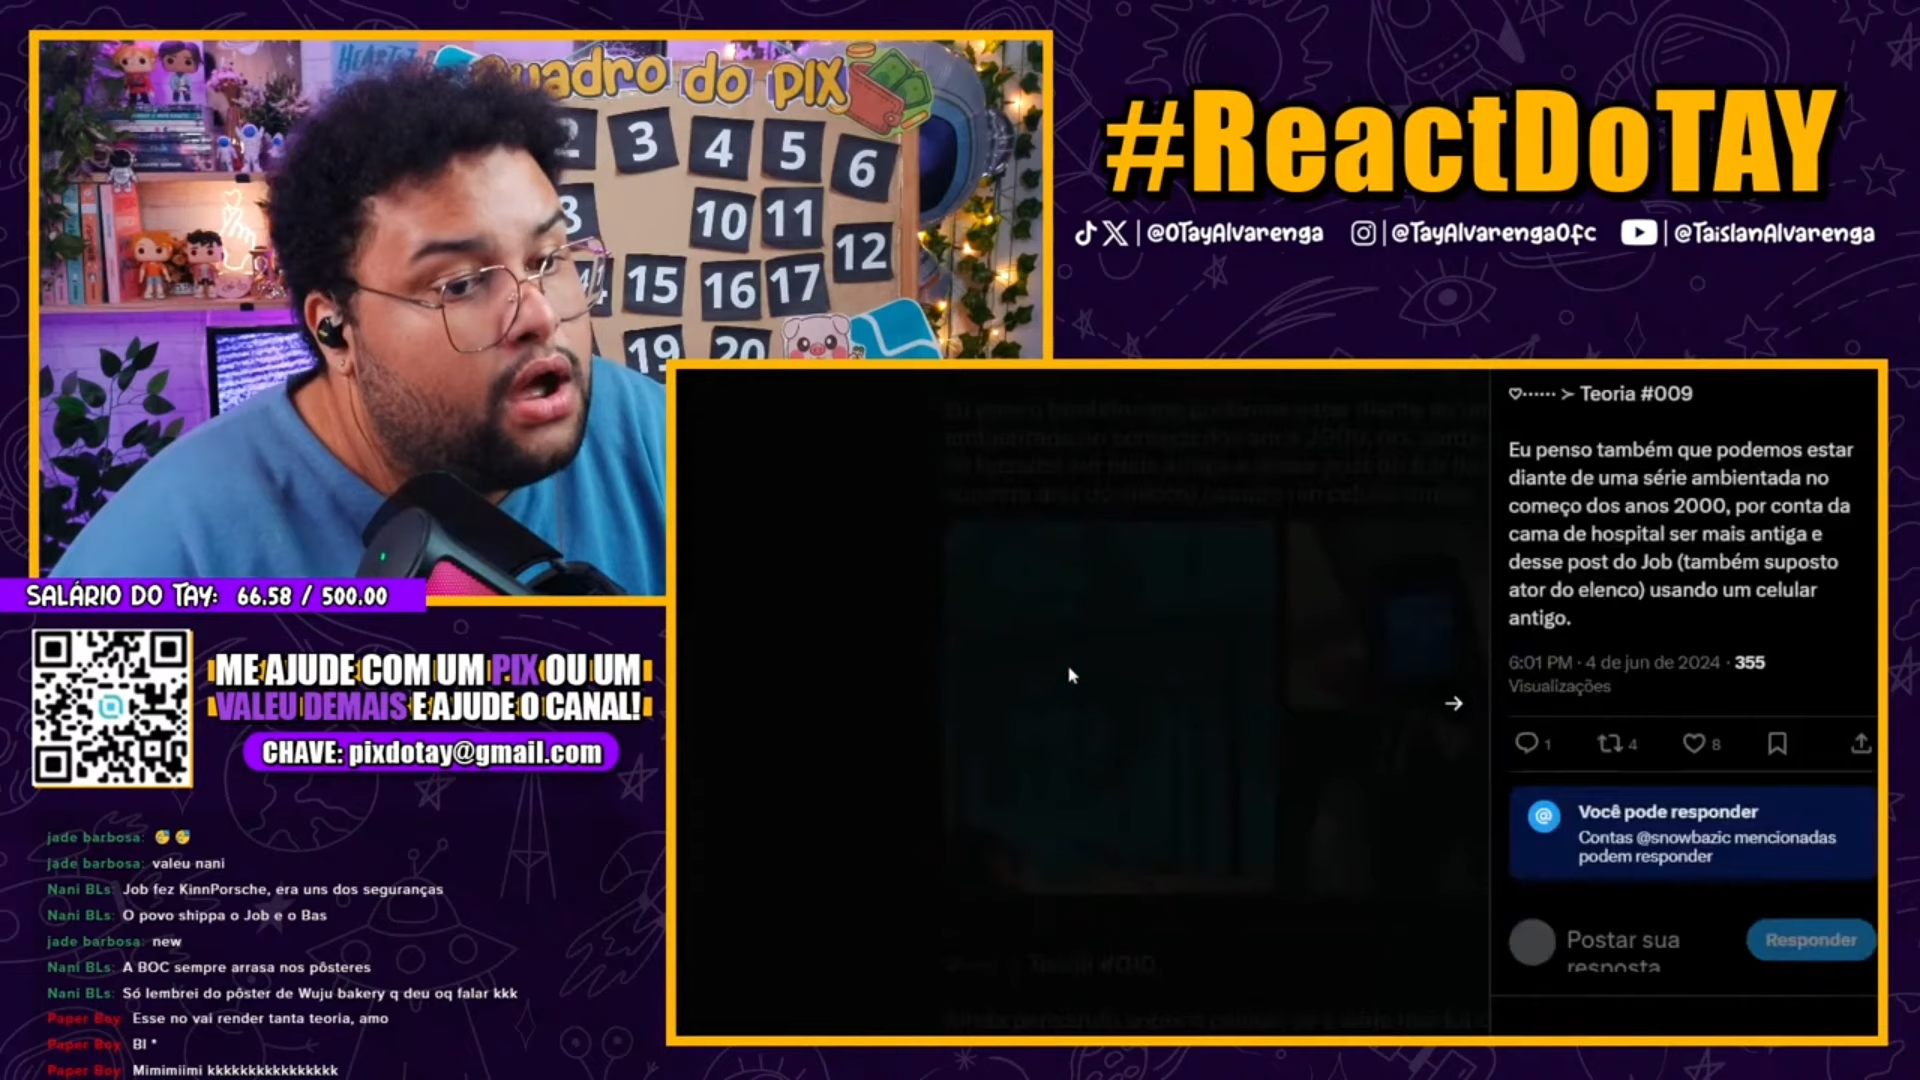 Quadro do PIX
2 3 4 5 6
10 11 12
15 16 17
19 20
#ReactDoTAY
| @OTayAlvarenga | @TayAlvarengaOfc | @TaislanAlvarenga
SALÁRIO DO TAY: 66.58 / 500.00
ME AJUDE COM UM PIX OU UM
VALEU DEMAIS E AJUDE O CANAL!
CHAVE: pixdotay@gmail.com
jade barbosa:
jade barbosa: valeu nani
Nani BLs: Job fez KinnPorsche, era uns dos seguranças
Nani BLs: O povo shippa o Job e o Bas
jade barbosa: new
Nani BLs: A BOC sempre arrasa nos pôsteres
Nani BLs: Só lembrei do pôster de Wuju bakery q deu oq falar kkk
Paper Boy: Esse no vai render tanta teoria, amo
Paper Boy: Bl *
Paper Boy: Mimimiimi kkkkkkkkkkkkkkkk
♡······ ➢ Teoria #009
Eu penso também que podemos estar
diante de uma série ambientada no
começo dos anos 2000, por conta da
cama de hospital ser mais antiga e
desse post do Job (também suposto
ator do elenco) usando um celular
antigo.
6:01 PM · 4 de jun de 2024 · 355
Visualizações
1 4 8
Você pode responder
Contas @snowbazic mencionadas
podem responder
Postar sua
resposta
Responder
Teoria #010